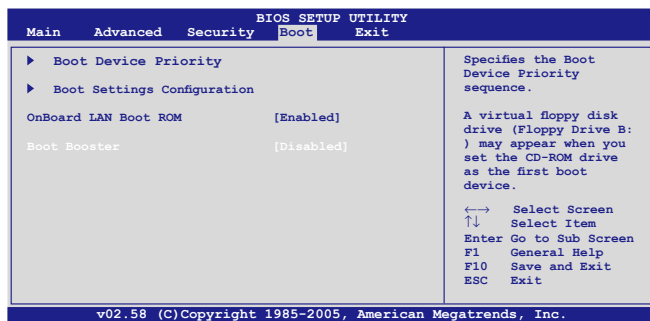 BIOS SETUP UTILITY
Main Advanced Security Boot Exit
Boot Device Priority
Boot Settings Configuration
OnBoard LAN Boot ROM [Enabled]
Boot Booster [Disabled]
Specifies the Boot
Device Priority
sequence.
A virtual floppy disk
drive (Floppy Drive B:
) may appear when you
set the CD-ROM drive
as the first boot
device.
←→ Select Screen
↑↓ Select Item
Enter Go to Sub Screen
F1 General Help
F10 Save and Exit
ESC Exit
v02.58 (C)Copyright 1985-2005, American Megatrends, Inc.